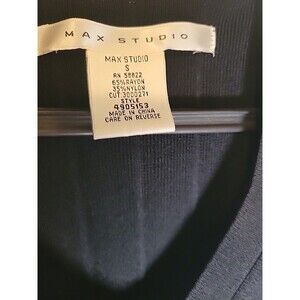 MAX STUDIO
MAX STUDIO
S
RN 58822
65%RAYON
35%NYLON
CUT.3000271
STYLE
4905153
MADE IN CHINA
CARE ON REVERSE